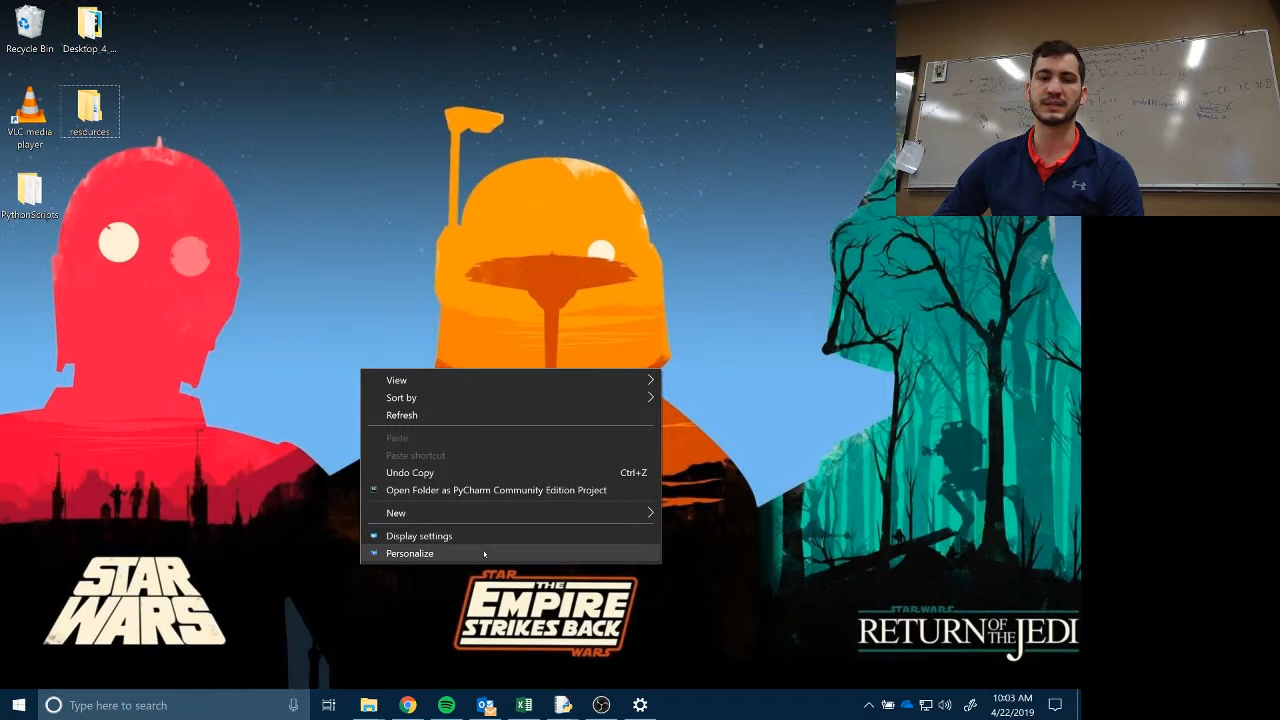 Recycle Bin
Desktop_4_...
VLC media
player
resources
PythonScripts
View
Sort by
Refresh
Paste
Paste shortcut
Undo Copy Ctrl+Z
Open Folder as PyCharm Community Edition Project
New
Display settings
Personalize
STAR
WARS
STAR
THE
EMPIRE
STRIKES BACK
WARS
STAR WARS
RETURN OF THE JEDI
Type here to search
10:03 AM
4/22/2019